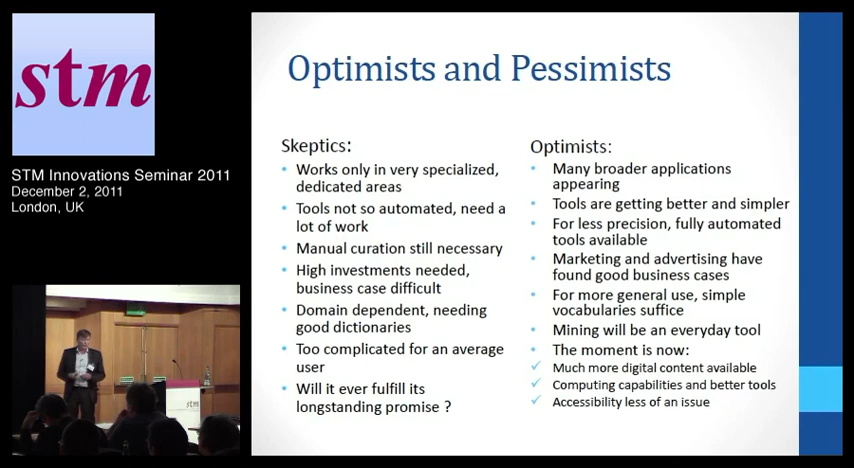 stm
STM Innovations Seminar 2011
December 2, 2011
London, UK
Optimists and Pessimists
Skeptics:
• Works only in very specialized,
dedicated areas
• Tools not so automated, need a
lot of work
• Manual curation still necessary
• High investments needed,
business case difficult
• Domain dependent, needing
good dictionaries
• Too complicated for an average
user
• Will it ever fulfill its
longstanding promise ?
Optimists:
• Many broader applications
appearing
• Tools are getting better and simpler
• For less precision, fully automated
tools available
• Marketing and advertising have
found good business cases
• For more general use, simple
vocabularies suffice
• Mining will be an everyday tool
• The moment is now:
✓ Much more digital content available
✓ Computing capabilities and better tools
✓ Accessibility less of an issue
stm